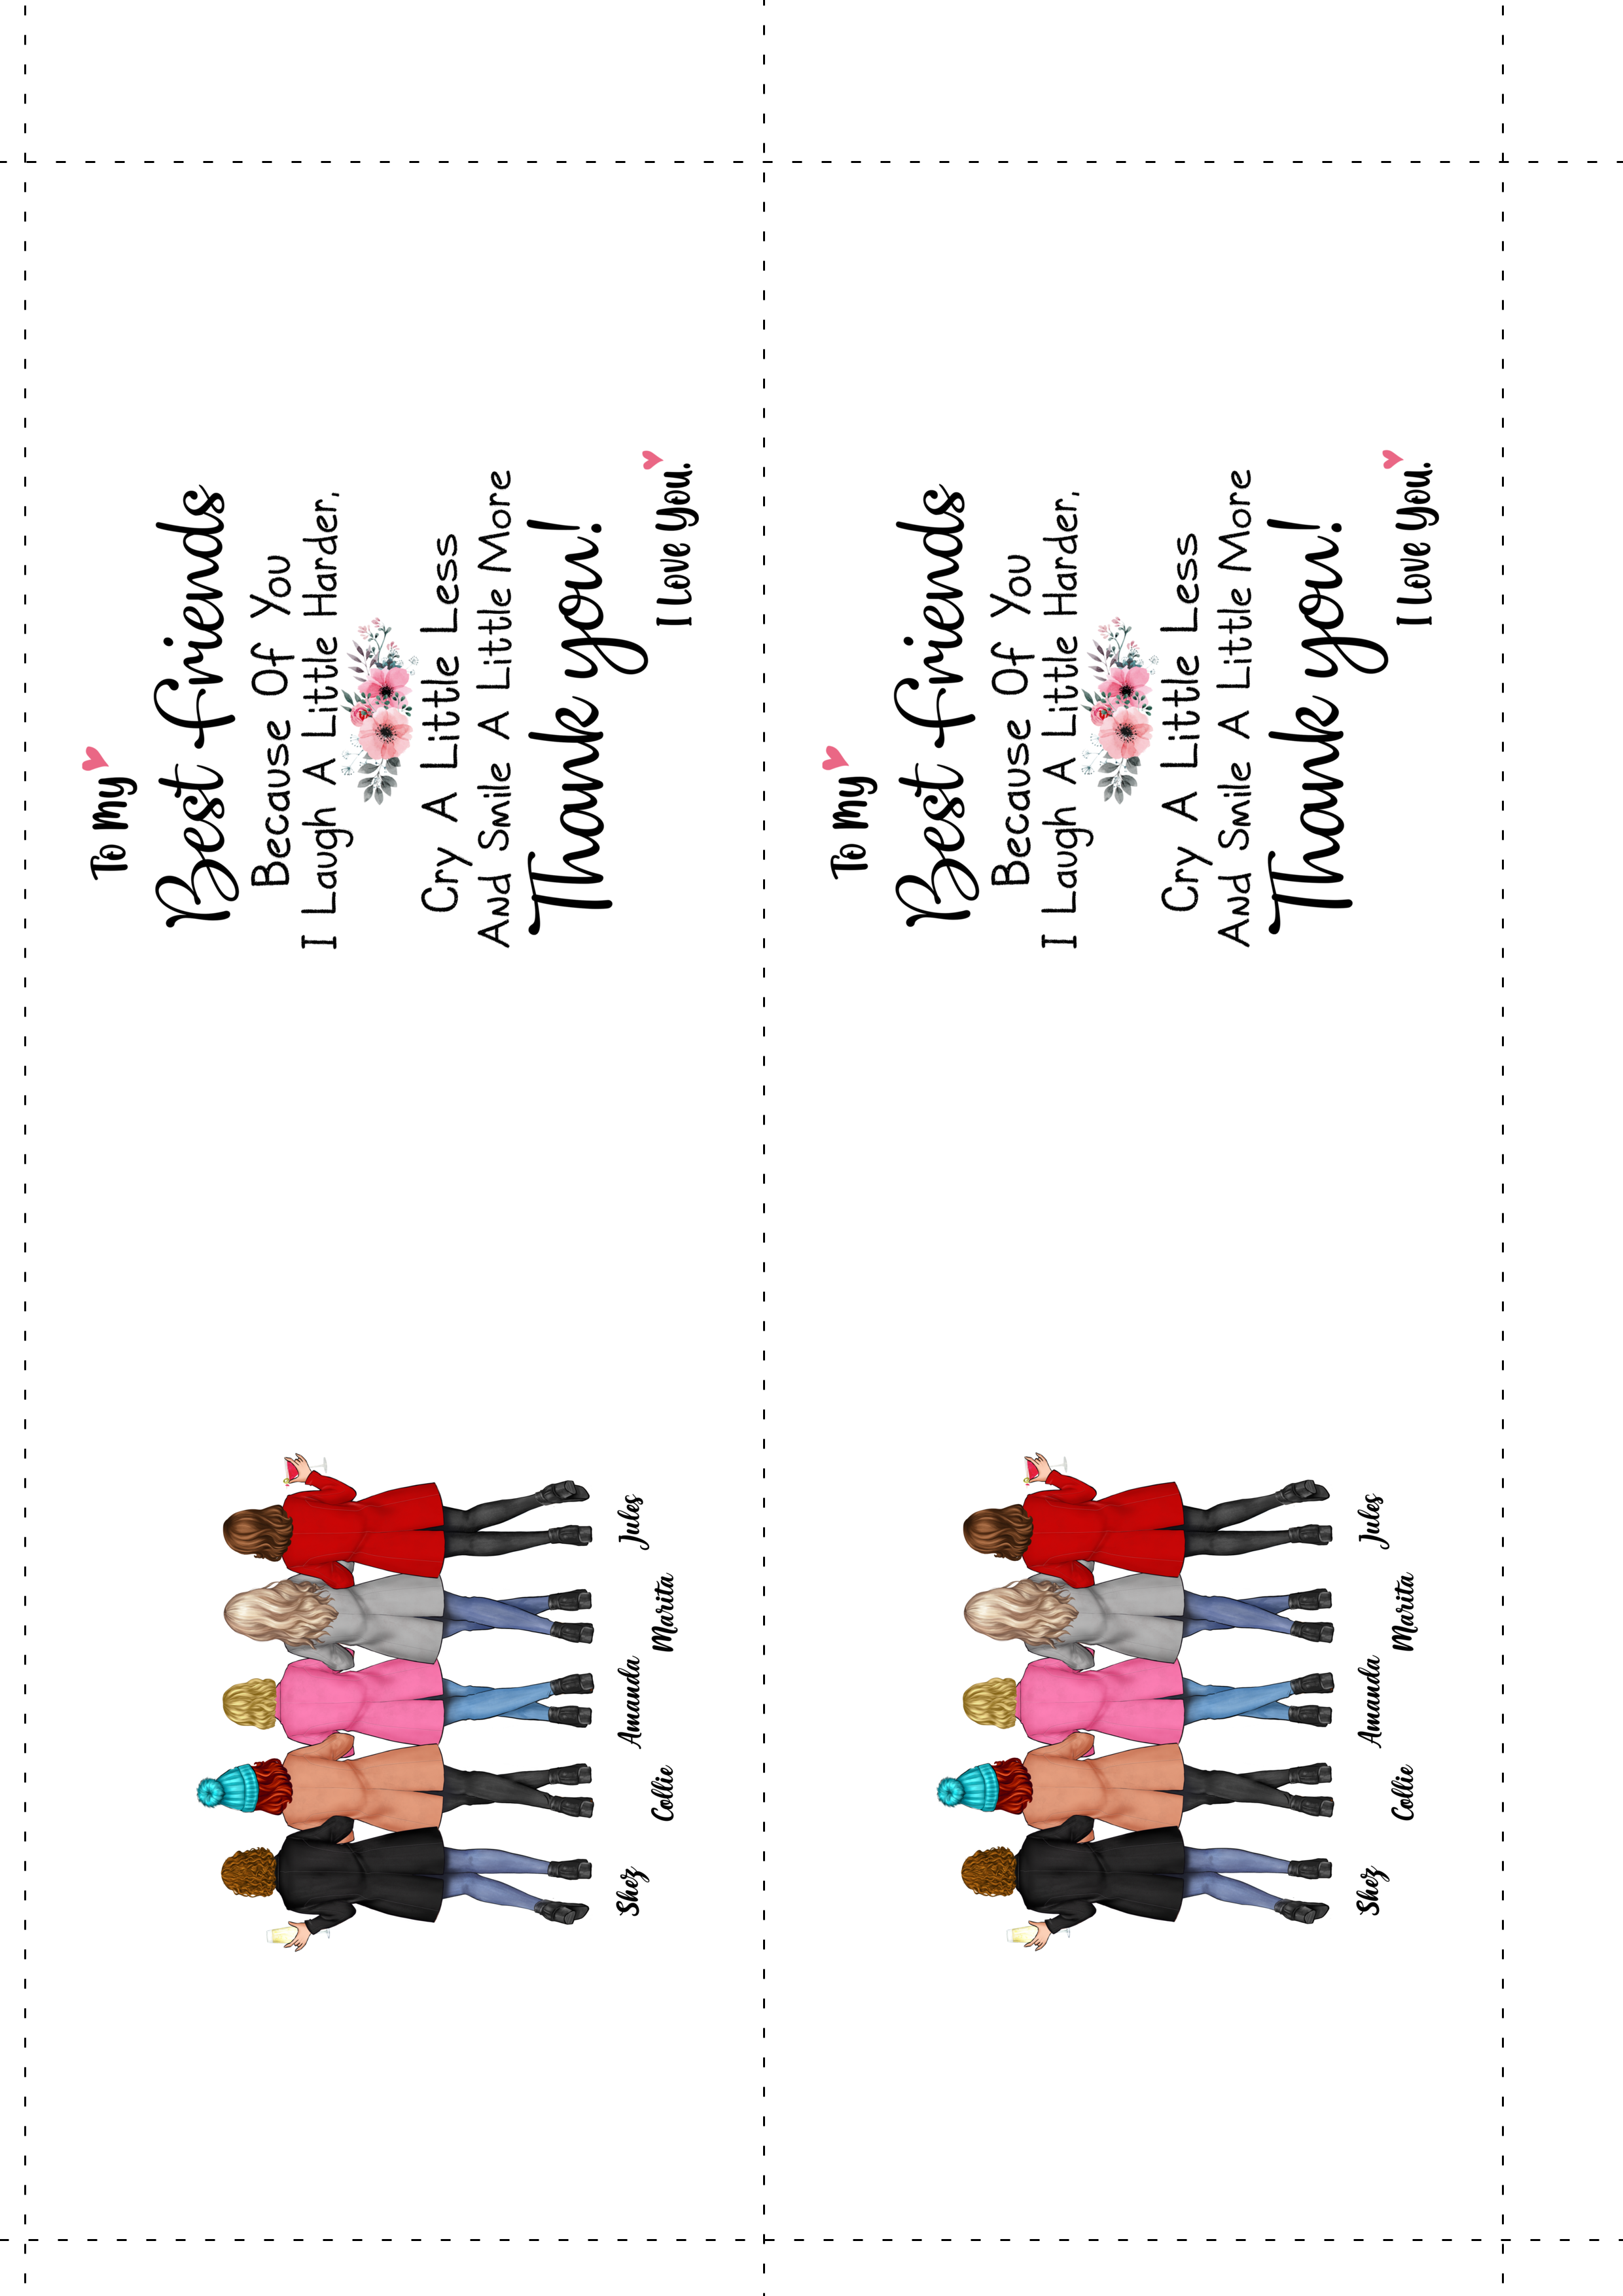 Shez
Collie
Amanda
Marita
Jules
To My
Best friends
Because Of You
I Laugh A Little Harder,
Cry A Little Less
And Smile A Little More
Thank you!
I Love You.
Shez
Collie
Amanda
Marita
Jules
To My
Best friends
Because Of You
I Laugh A Little Harder,
Cry A Little Less
And Smile A Little More
Thank you!
I Love You.